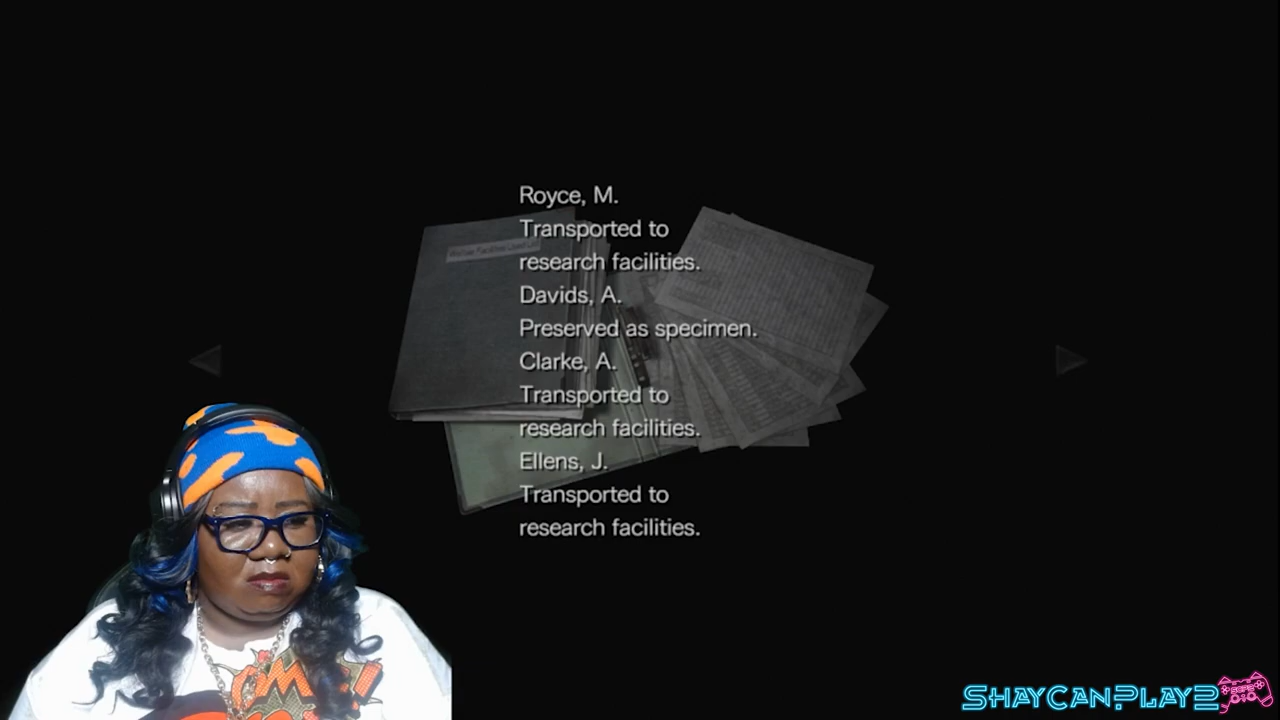 Royce, M.
Transported to
research facilities.
Davids, A.
Preserved as specimen.
Clarke, A.
Transported to
research facilities.
Ellens, J.
Transported to
research facilities.
SHAYCANPLAY2